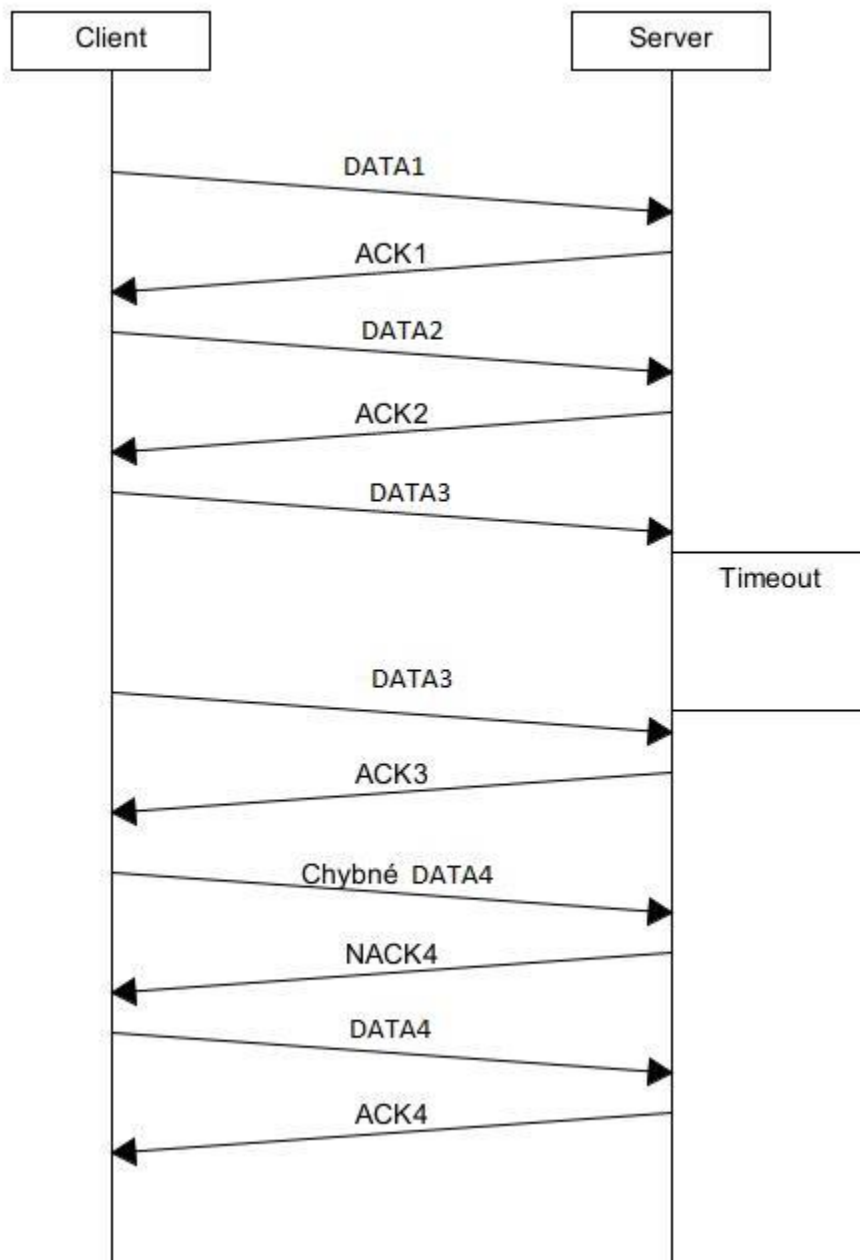 Client
Server
DATA1
ACK1
DATA2
ACK2
DATA3
Timeout
DATA3
ACK3
Chybné DATA4
NACK4
DATA4
ACK4